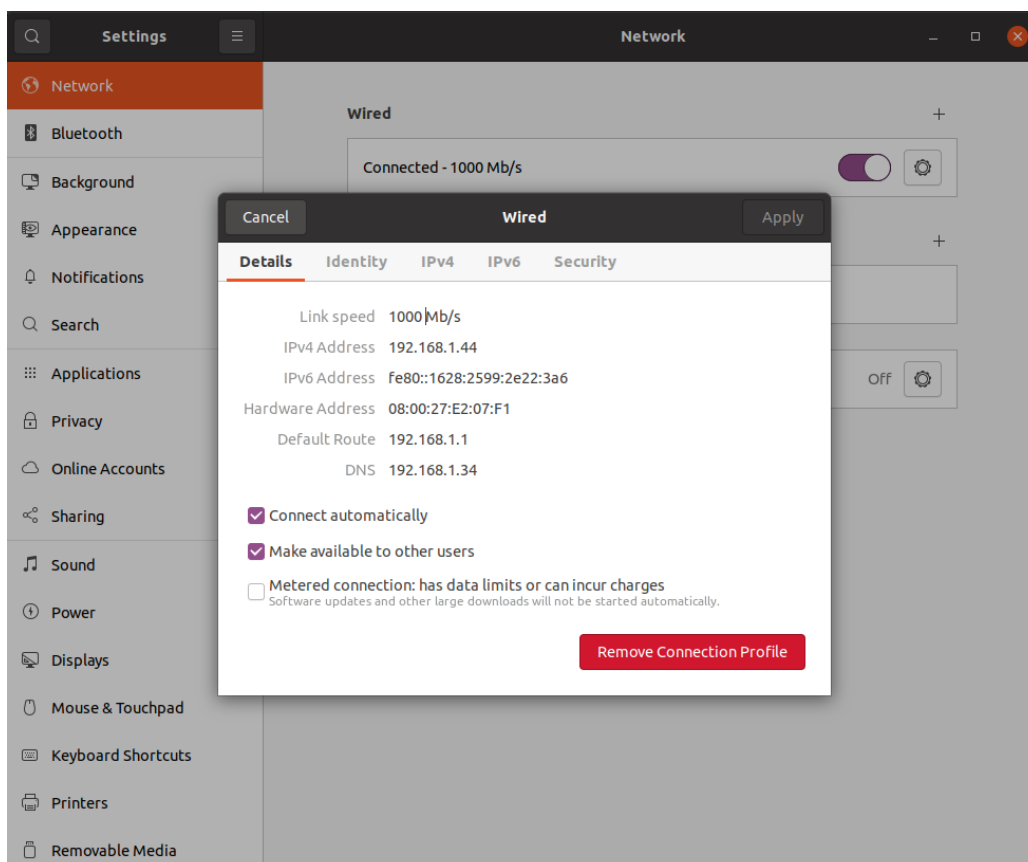 Settings
Network
Network
Bluetooth
Background
Appearance
Notifications
Search
Applications
Privacy
Online Accounts
Sharing
Sound
Power
Displays
Mouse & Touchpad
Keyboard Shortcuts
Printers
Removable Media
Wired
Connected - 1000 Mb/s
Off
Cancel
Wired
Apply
Details Identity IPv4 IPv6 Security
Link speed 1000 Mb/s
IPv4 Address 192.168.1.44
IPv6 Address fe80::1628:2599:2e22:3a6
Hardware Address 08:00:27:E2:07:F1
Default Route 192.168.1.1
DNS 192.168.1.34
Connect automatically
Make available to other users
Metered connection: has data limits or can incur charges
Software updates and other large downloads will not be started automatically.
Remove Connection Profile